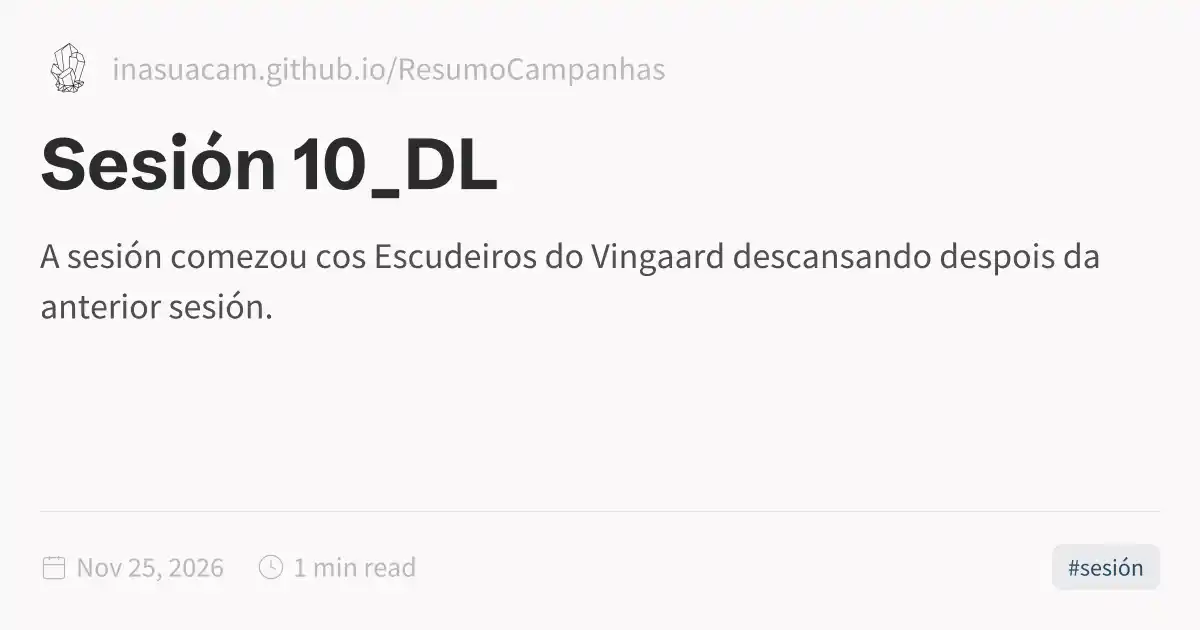 inasuacam.github.io/ResumoCampanhas
Sesión 10_DL
A sesión comezou cos Escudeiros do Vingaard descansando despois da
anterior sesión.
Nov 25, 2026 1 min read #sesión